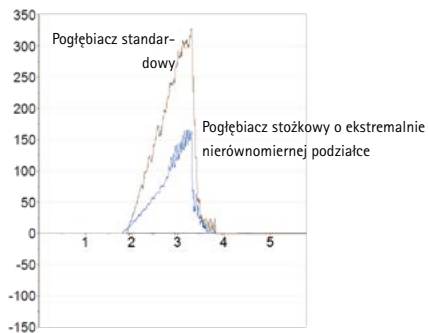 350
300
250
200
150
100
50
0
-50
-100
-150
1 2 3 4 5
Pogłębiacz standar-
dowy
Pogłębiacz stożkowy o ekstremalnie
nierównomiernej podziałce